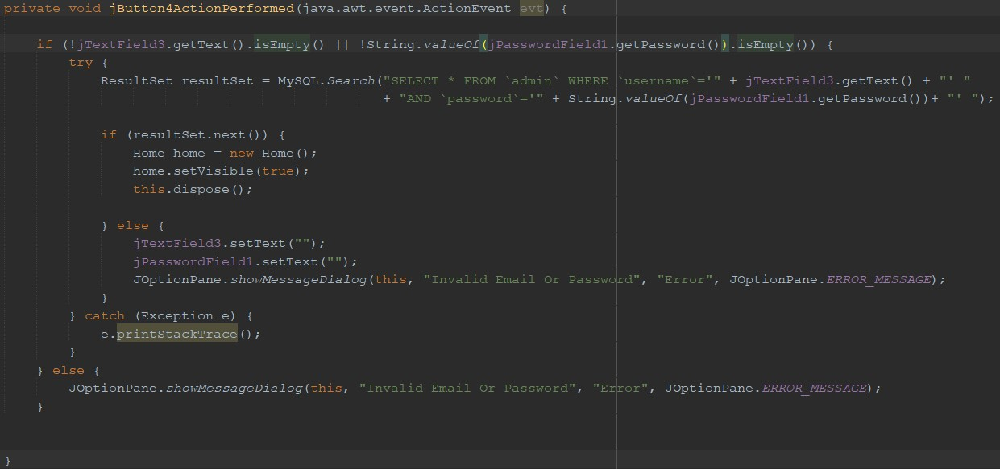 private void jButton4ActionPerformed(java.awt.event.ActionEvent evt) {
if (!jTextField3.getText().isEmpty() || !String.valueOf(jPasswordField1.getPassword()).isEmpty()) {
try {
ResultSet resultSet = MySQL.Search("SELECT * FROM `admin` WHERE `username`='" + jTextField3.getText() + "' "
+ "AND `password`='" + String.valueOf(jPasswordField1.getPassword())+ "' ");
if (resultSet.next()) {
Home home = new Home();
home.setVisible(true);
this.dispose();
} else {
jTextField3.setText("");
jPasswordField1.setText("");
JOptionPane.showMessageDialog(this, "Invalid Email Or Password", "Error", JOptionPane.ERROR_MESSAGE);
}
} catch (Exception e) {
e.printStackTrace();
}
} else {
JOptionPane.showMessageDialog(this, "Invalid Email Or Password", "Error", JOptionPane.ERROR_MESSAGE);
}
}